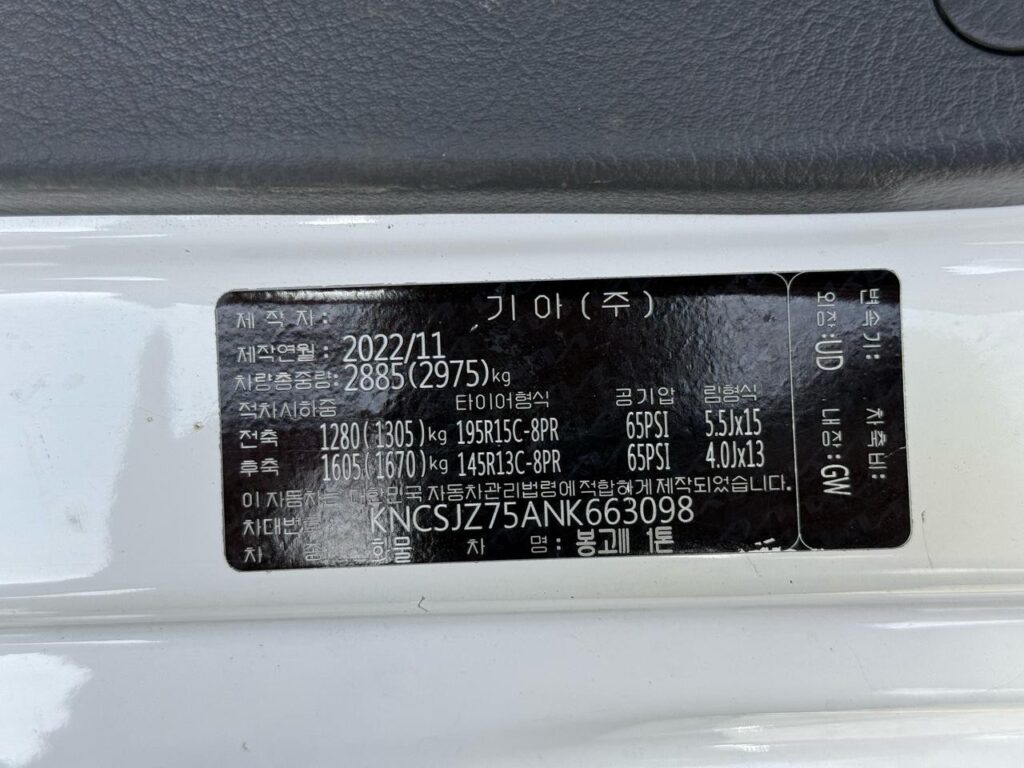 제 작 자 : 기 아 ( 주 )
제작연월 : 2022/11
차량총중량: 2885(2975)kg
적차시하중 타이어형식 공기압 림형식
전축 1280(1305)kg 195R15C-8PR 65PSI 5.5Jx15
후축 1605(1670)kg 145R13C-8PR 65PSI 4.0Jx13
이 자동차는 대한민국 자동차관리법령에 적합하게 제작되었습니다.
차대번호: KNCSJZ75ANK663098
차 종: 화물 차 명 : 봉고Ⅲ 1톤
변속기: 차축비:
외장:UD 내장:GW